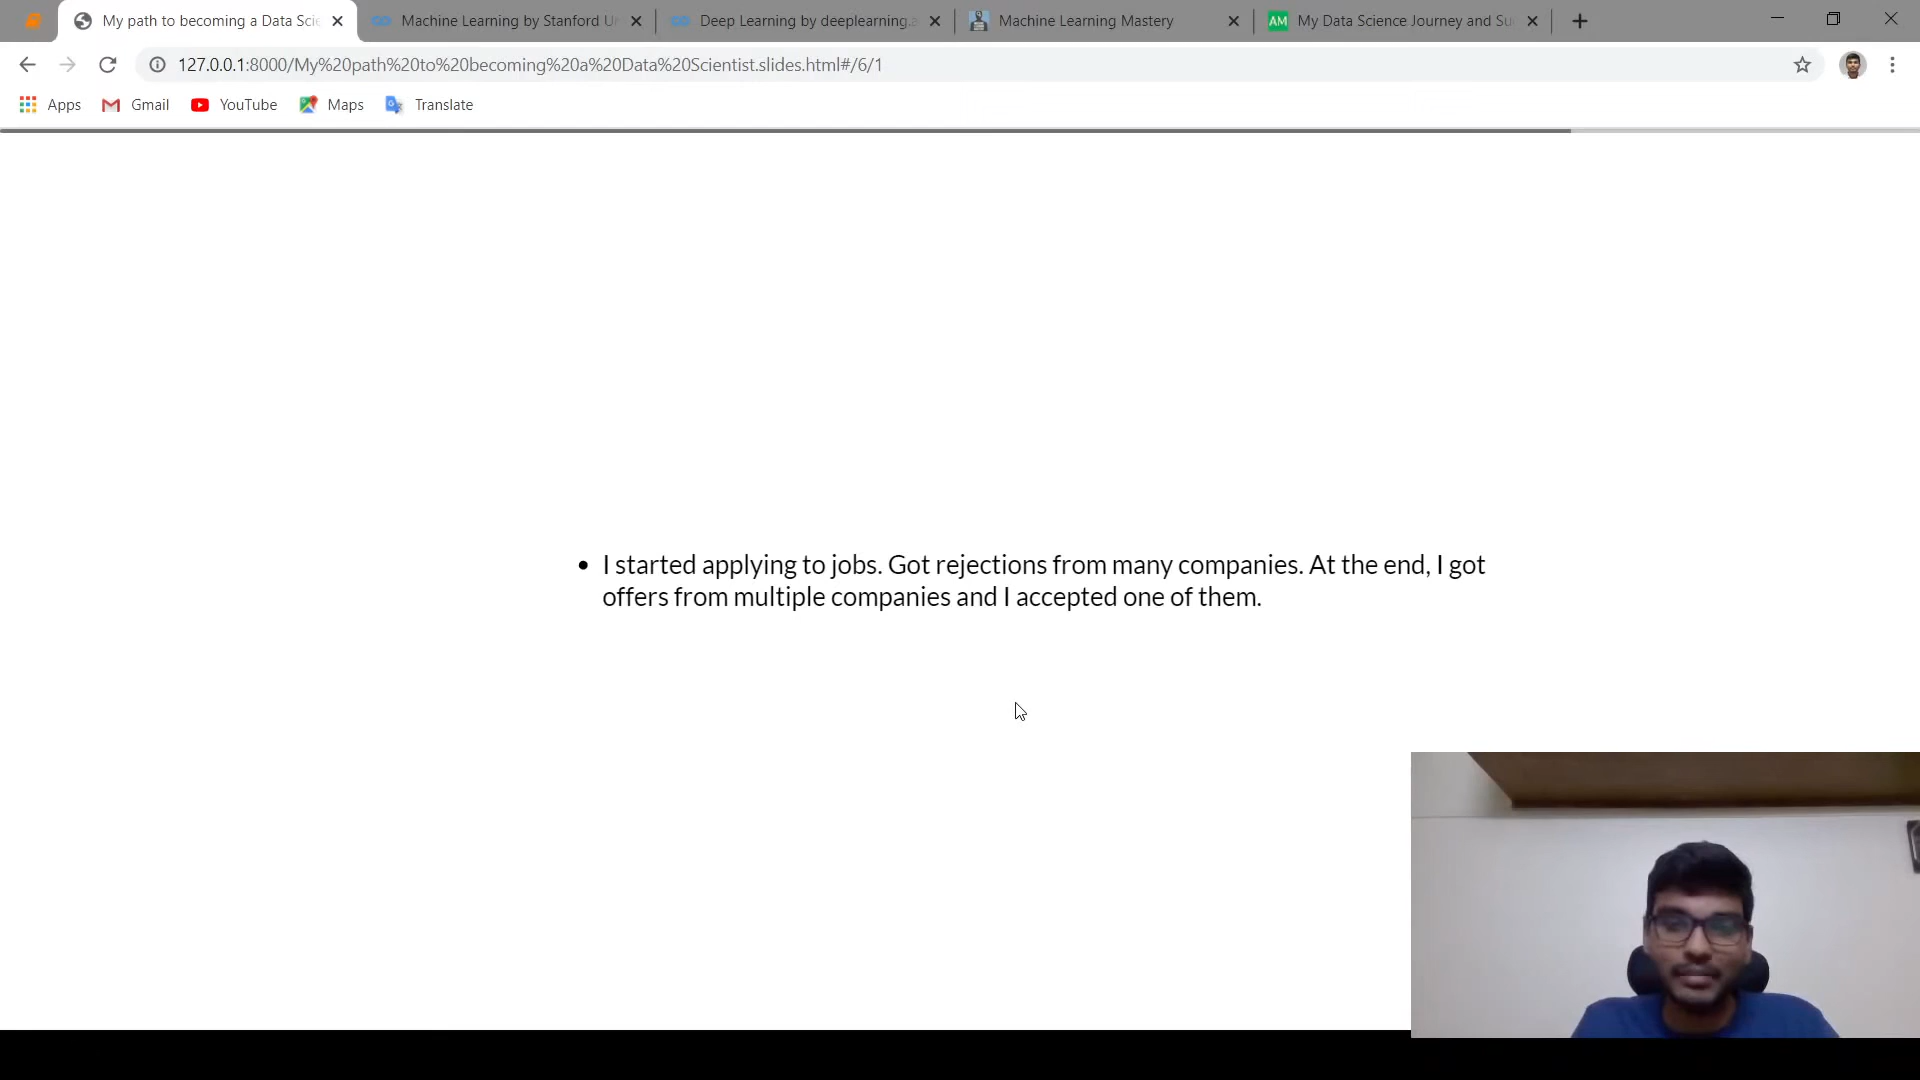 My path to becoming a Data Scie
Machine Learning by Stanford U
Deep Learning by deeplearning.
Machine Learning Mastery
AM My Data Science Journey and Su
127.0.0.1:8000/My%20path%20to%20becoming%20a%20Data%20Scientist.slides.html#/6/1
Apps Gmail YouTube Maps Translate
• I started applying to jobs. Got rejections from many companies. At the end, I got
offers from multiple companies and I accepted one of them.